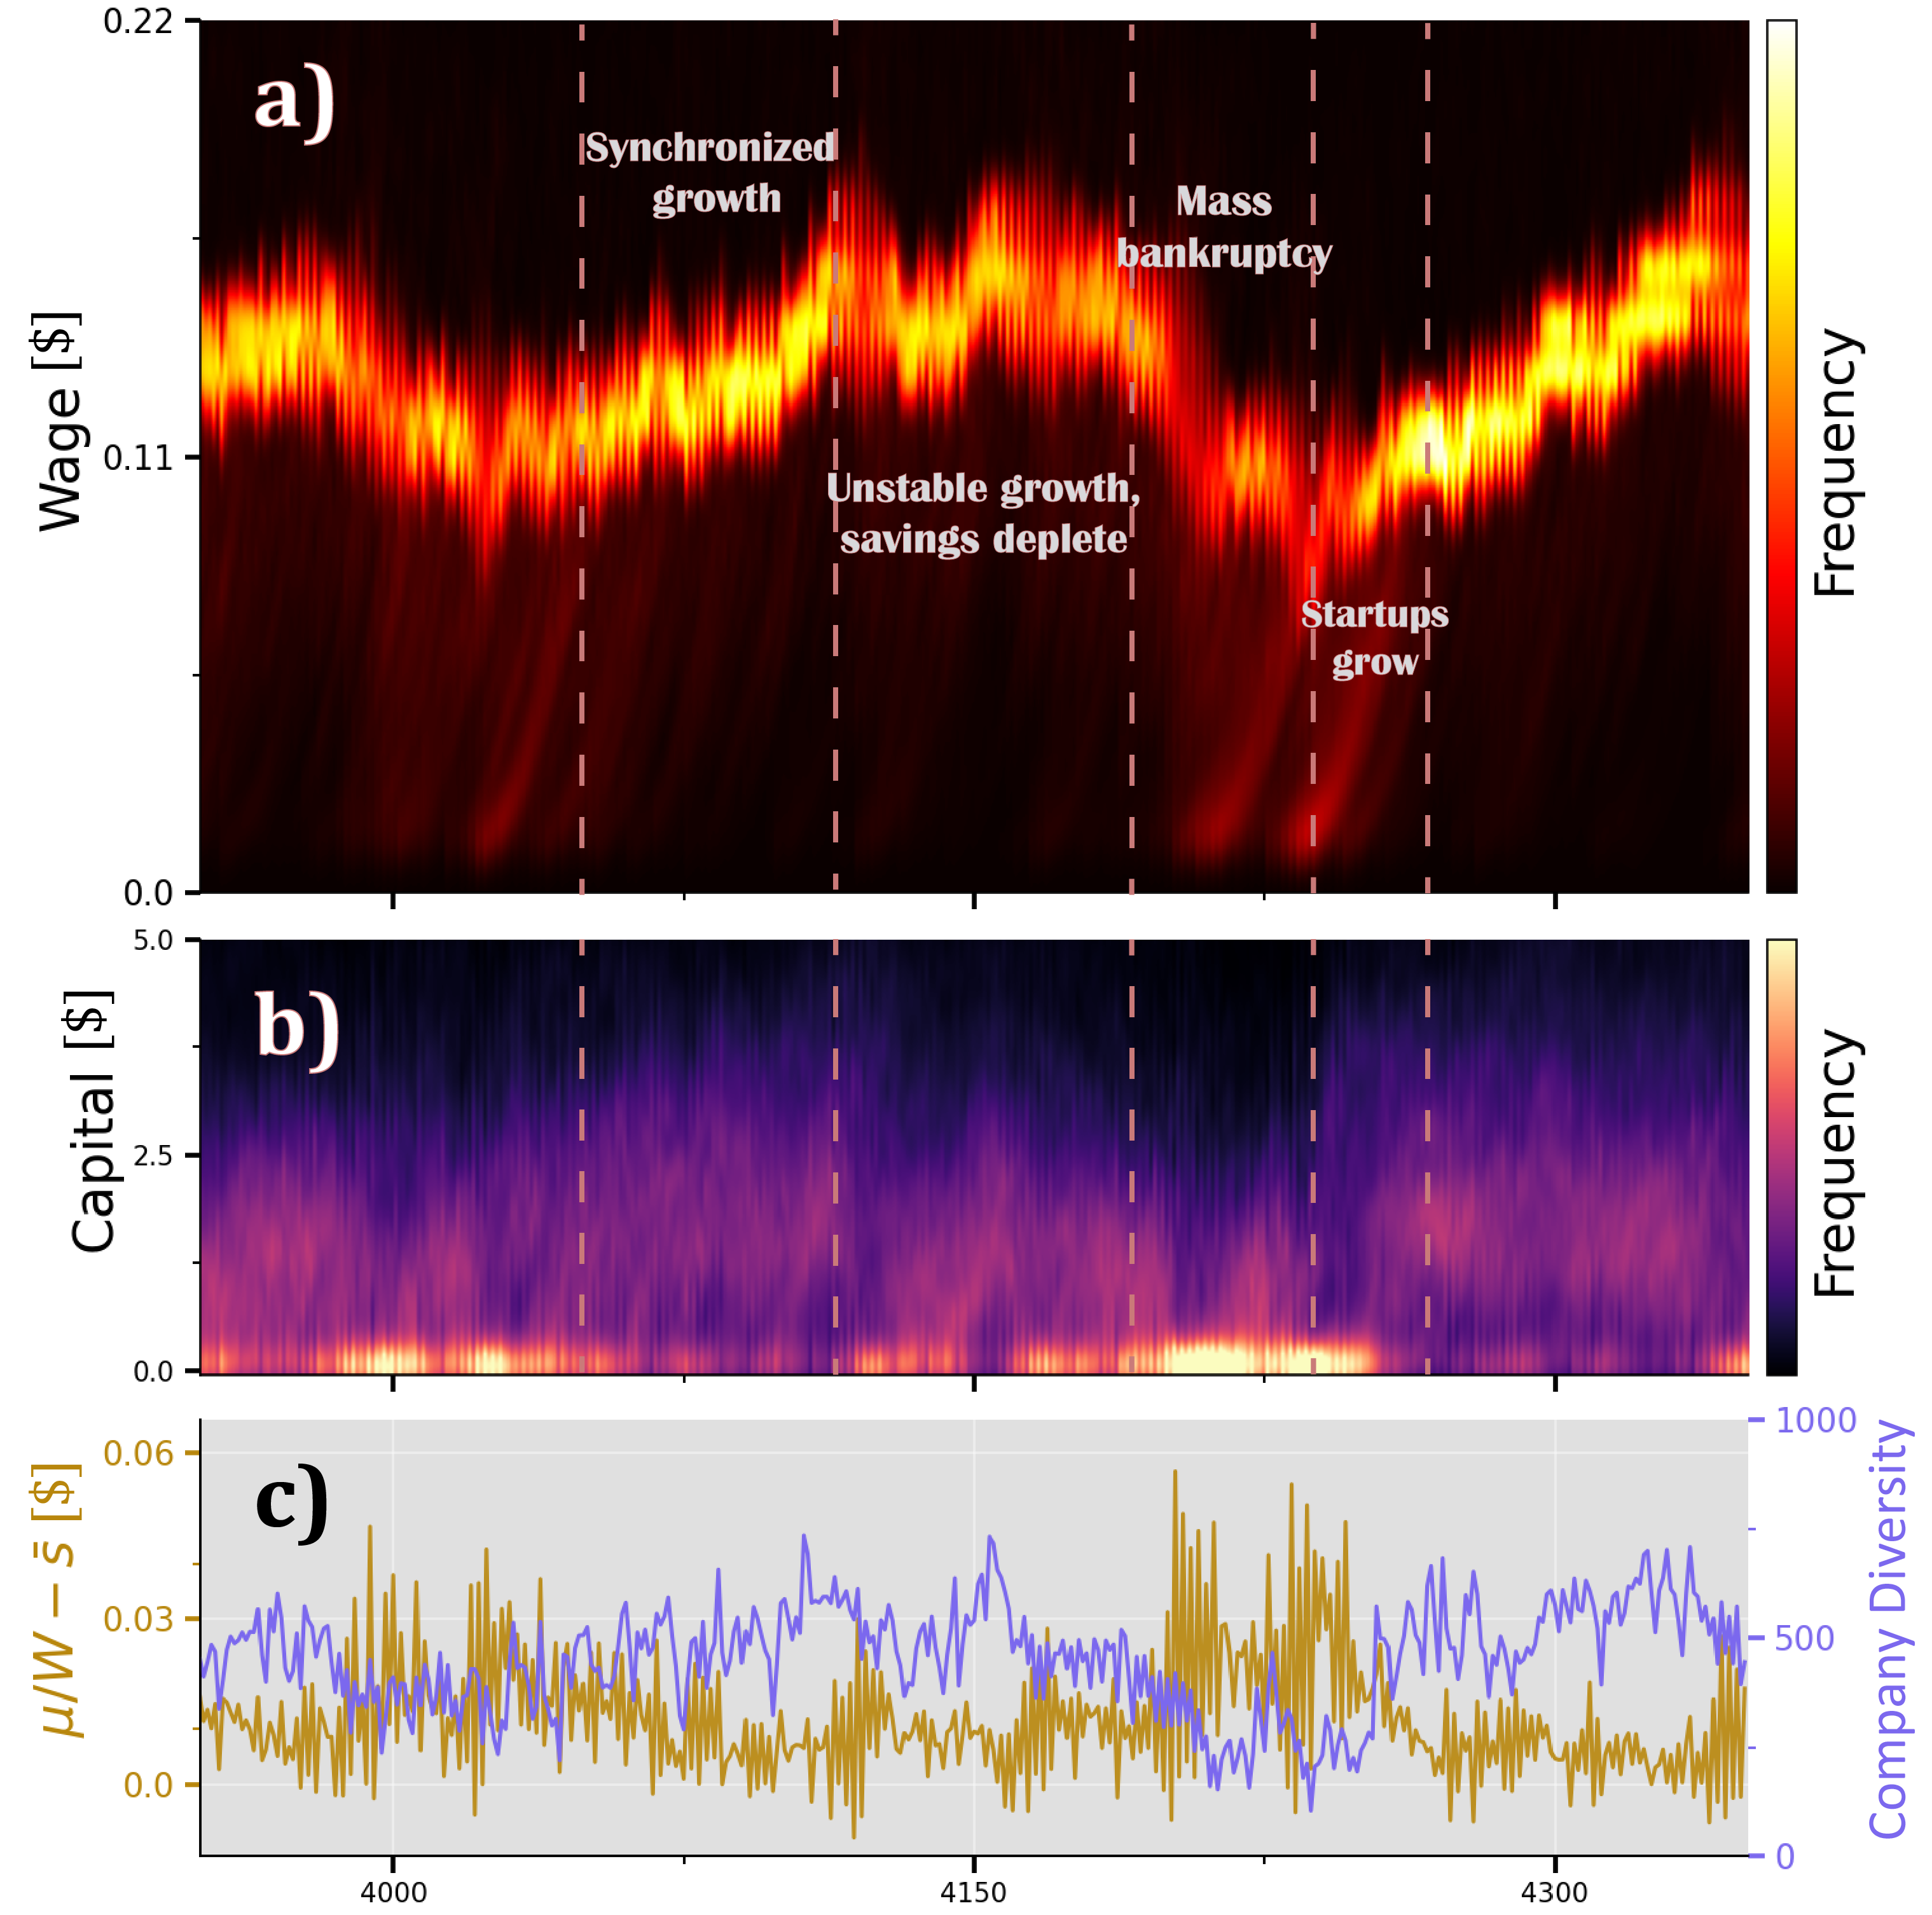 a)
0.22
0.11
0.0
Wage [$]
Synchronized
growth
Mass
bankruptcy
Unstable growth,
savings deplete
Startups
grow
Frequency
b)
5.0
2.5
0.0
Capital [$]
Frequency
c)
0.06
0.03
0.0
μ/W − s̄ [$]
1000
500
0
Company Diversity
4000
4150
4300